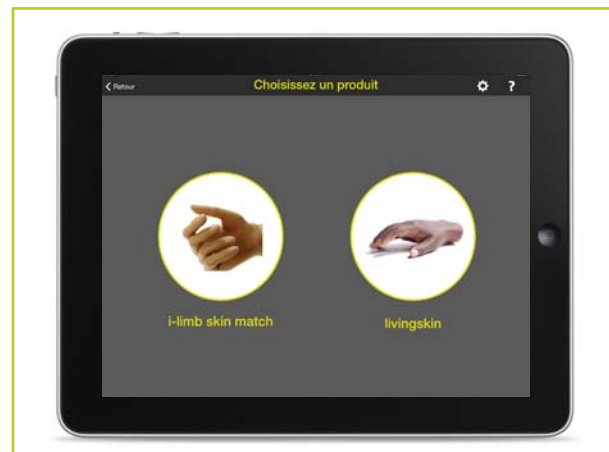 Retour
Choisissez un produit
?
i-limb skin match
livingskin